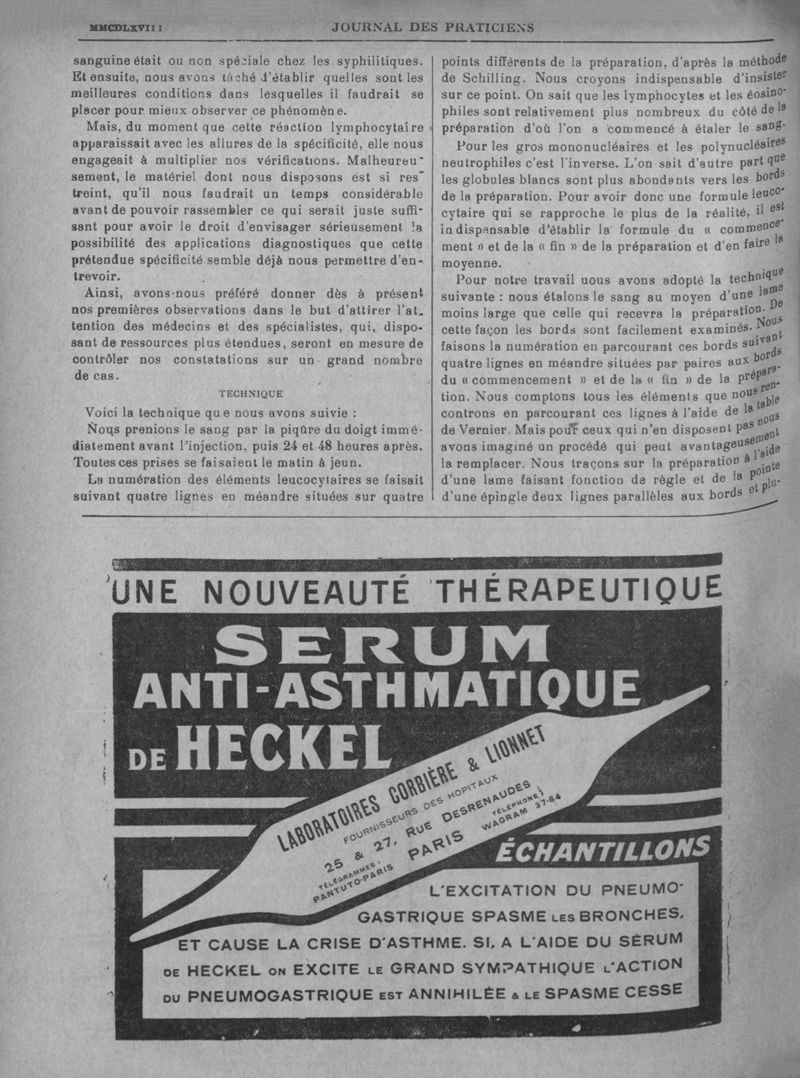 MMCDLXVIII
JOURNAL DES PRATICIENS
sanguine était ou non spéciale chez les syphilitiques.
Et ensuite, nous avons tâché d'établir quelles sont les
meilleures conditions dans lesquelles il faudrait se
placer pour mieux observer ce phénomène.
Mais, du moment que cette réaction lymphocytaire
apparaissait avec les allures de la spécificité, elle nous
engageait à multiplier nos vérifications. Malheureu-
sement, le matériel dont nous disposons est si res-
treint, qu'il nous faudrait un temps considérable
avant de pouvoir rassembler ce qui serait juste suffi-
sant pour avoir le droit d'envisager sérieusement la
possibilité des applications diagnostiques que cette
prétendue spécificité semble déjà nous permettre d'en-
trevoir.
Ainsi, avons-nous préféré donner dès à présent
nos premières observations dans le but d'attirer l'at-
tention des médecins et des spécialistes, qui, dispo-
sant de ressources plus étendues, seront en mesure de
contrôler nos constatations sur un grand nombre
de cas.
TECHNIQUE
Voici la technique que nous avons suivie :
Noqs prenions le sang par la piqûre du doigt immé-
diatement avant l'injection, puis 24 et 48 heures après.
Toutes ces prises se faisaient le matin à jeun.
La numération des éléments leucocytaires se faisait
suivant quatre lignes en méandre situées sur quatre
points différents de la préparation, d'après la méthode
de Schilling. Nous croyons indispensable d'insister
sur ce point. On sait que les lymphocytes et les éosino-
philes sont relativement plus nombreux du côté de la
préparation d'où l'on a commencé à étaler le sang.
Pour les gros mononucléaires et les polynucléaires
neutrophiles c'est l'inverse. L'on sait d'autre part que
les globules blancs sont plus abondants vers les bords
de la préparation. Pour avoir donc une formule leuco-
cytaire qui se rapproche le plus de la réalité, il est
indispensable d'établir la formule du « commence-
ment » et de la « fin » de la préparation et d'en faire la
moyenne.
Pour notre travail uous avons adopté la technique
suivante : nous étalons le sang au moyen d'une lame
moins large que celle qui recevra la préparation. De
cette façon les bords sont facilement examinés. Nous
faisons la numération en parcourant ces bords suivant
quatre lignes en méandre situées par paires aux bords
du « commencement » et de la « fin » de la prépara-
tion. Nous comptons tous les éléments que nous ren-
controns en parcourant ces lignes à l'aide de la table
de Vernier. Mais pour ceux qui n'en disposent pas nous
avons imaginé un procédé qui peut avantageusement
la remplacer. Nous traçons sur la préparation à l'aide
d'une lame faisant fonction de règle et de la pointe
d'une épingle deux lignes parallèles aux bords et plu-
UNE NOUVEAUTÉ THÉRAPEUTIQUE
SERUM
ANTI-ASTHMATIQUE
DE HECKEL
LABORATOIRES CORBIÈRE & LIONNET
FOURNISSEURS DES HOPITAUX
25 & 27, RUE DESRENAUDES
TÉLÉGRAMMES :
PANTUTO-PARIS
PARIS
TÉLÉPHONE :
WAGRAM 37-64
ÉCHANTILLONS
L'EXCITATION DU PNEUMO-
GASTRIQUE SPASME LES BRONCHES,
ET CAUSE LA CRISE D'ASTHME. SI, A L'AIDE DU SÉRUM
DE HECKEL ON EXCITE LE GRAND SYMPATHIQUE L'ACTION
DU PNEUMOGASTRIQUE EST ANNIHILÉE & LE SPASME CESSE